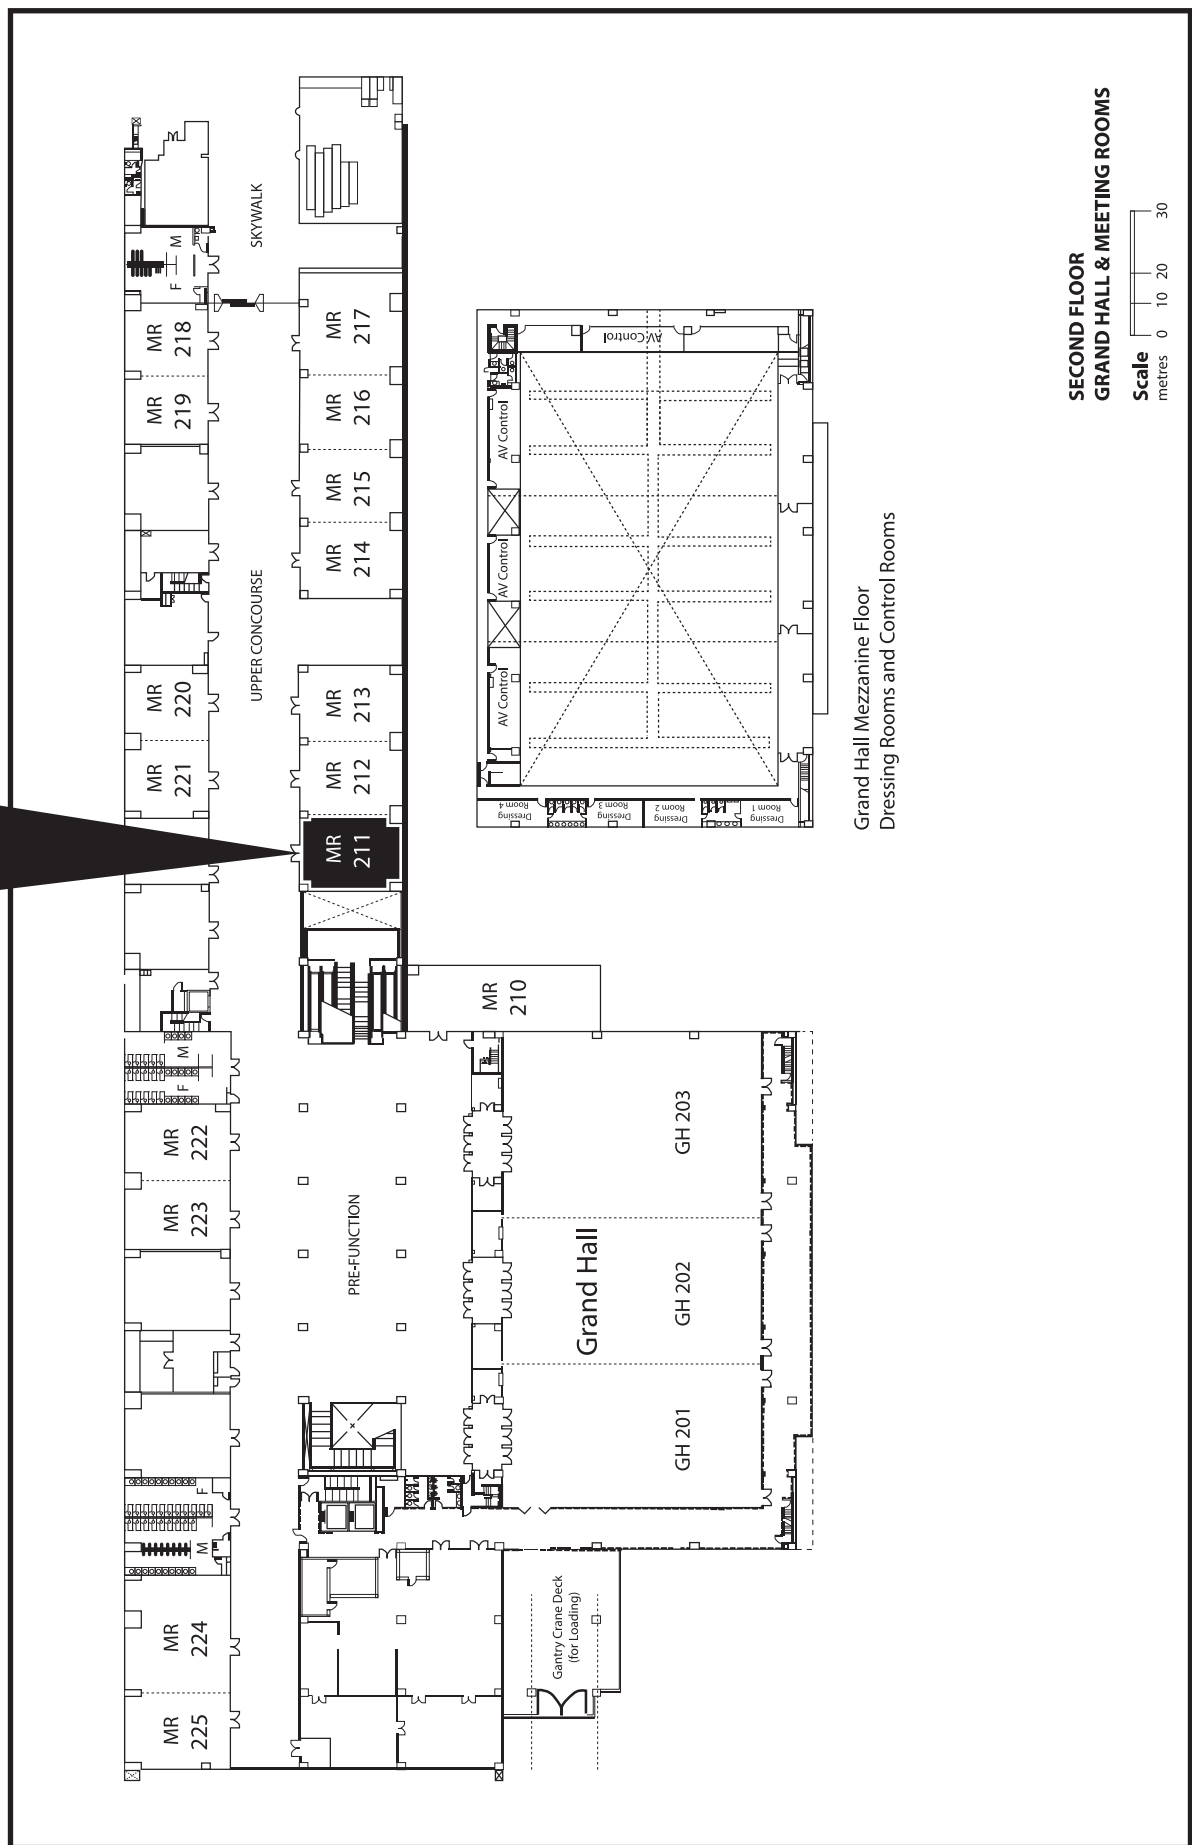 SECOND FLOOR
GRAND HALL & MEETING ROOMS
Scale
metres
0 10 20 30
SKYWALK
M
F
MR
218
MR
219
MR
217
MR
216
MR
215
MR
214
UPPER CONCOURSE
MR
220
MR
221
MR
213
MR
212
MR
211
MR
210
M
F
MR
222
MR
223
PRE-FUNCTION
Grand Hall
GH 203
GH 202
GH 201
F
M
MR
224
MR
225
Gantry Crane Deck
(for Loading)
AV Control
AV Control
AV Control
AV Control
Dressing
Room 4
Dressing
Room 3
Dressing
Room 2
Dressing
Room 1
Grand Hall Mezzanine Floor
Dressing Rooms and Control Rooms